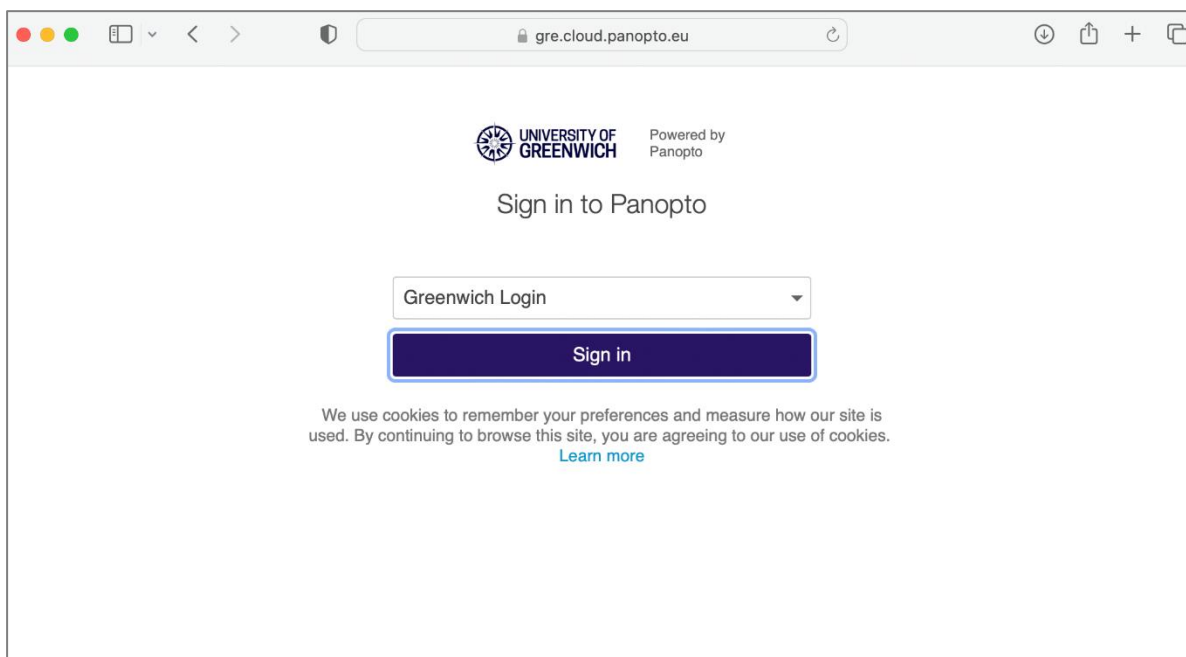 gre.cloud.panopto.eu
UNIVERSITY OF
GREENWICH
Powered by
Panopto
Sign in to Panopto
Greenwich Login
Sign in
We use cookies to remember your preferences and measure how our site is
used. By continuing to browse this site, you are agreeing to our use of cookies.
Learn more